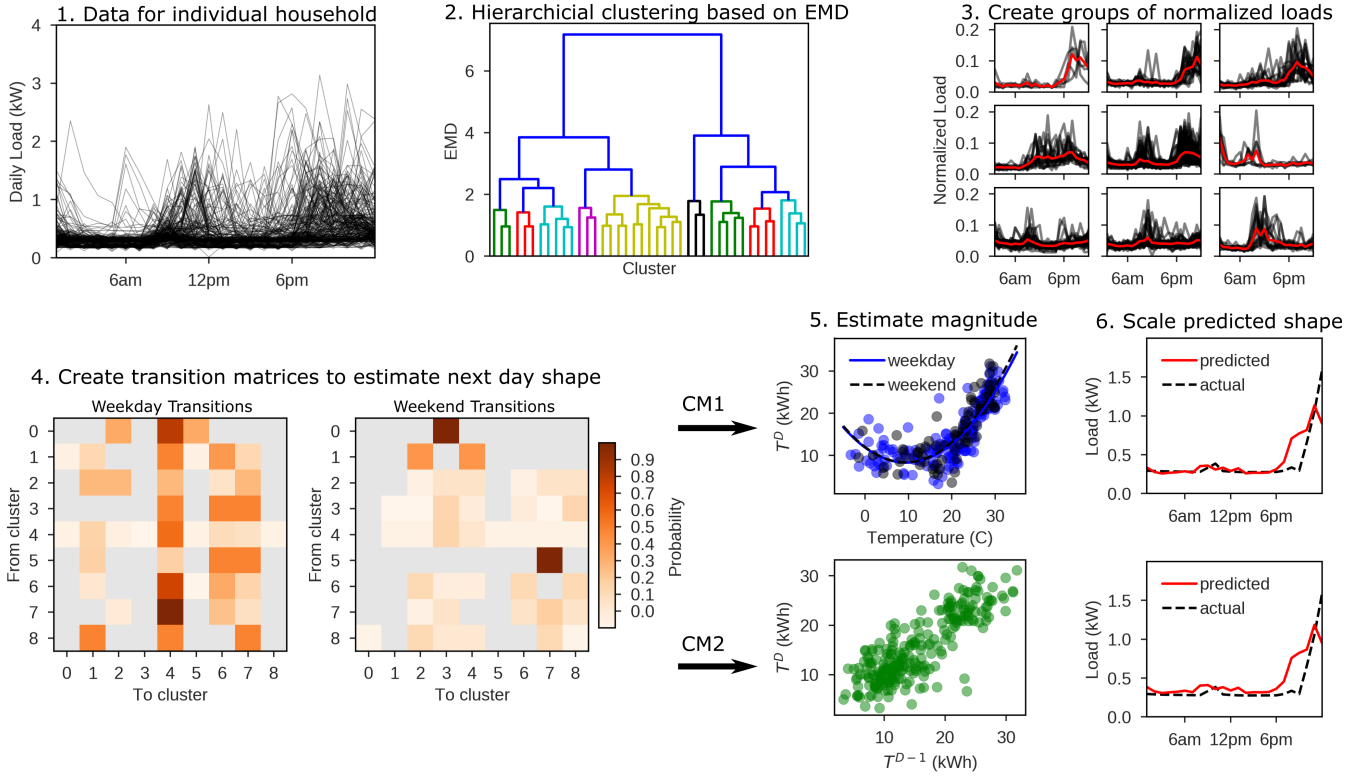 1. Data for individual household
Daily Load (kW)
4
3
2
1
0
6am 12pm 6pm
2. Hierarchicial clustering based on EMD
EMD
6
4
2
0
Cluster
3. Create groups of normalized loads
Normalized Load
0.2
0.1
0.0
0.2
0.1
0.0
0.2
0.1
0.0
6am 6pm 6am 6pm 6am 6pm
4. Create transition matrices to estimate next day shape
Weekday Transitions
From cluster
0
1
2
3
4
5
6
7
8
0 1 2 3 4 5 6 7 8
To cluster
Weekend Transitions
From cluster
0
1
2
3
4
5
6
7
8
0 1 2 3 4 5 6 7 8
To cluster
0.9
0.8
0.7
0.6
0.5
0.4
0.3
0.2
0.1
0.0
Probability
CM1
CM2
5. Estimate magnitude
weekday
weekend
T^D (kWh)
30
20
10
0 10 20 30
Temperature (C)
T^D (kWh)
30
20
10
10 20 30
T^{D−1} (kWh)
6. Scale predicted shape
predicted
actual
Load (kW)
1.5
1.0
0.5
0.0
6am 12pm 6pm
predicted
actual
Load (kW)
1.5
1.0
0.5
0.0
6am 12pm 6pm